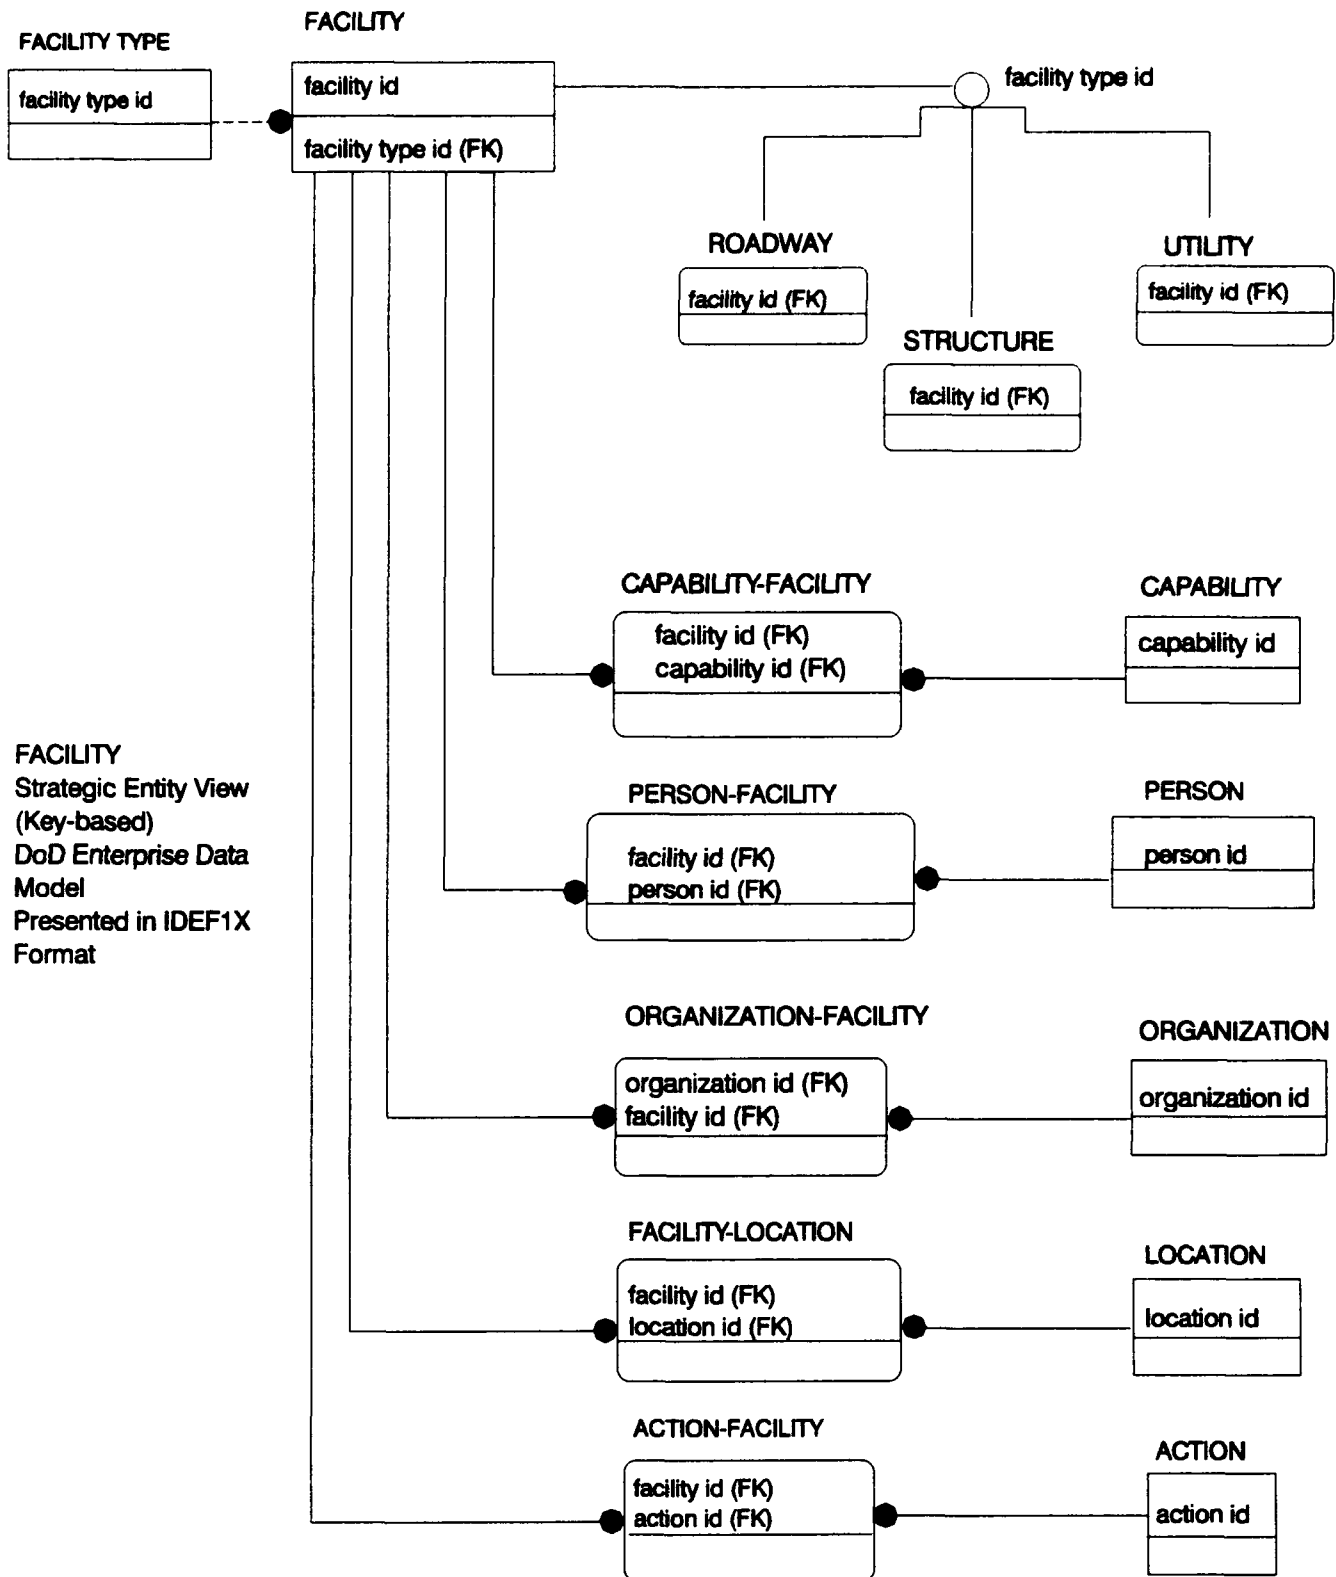 FACILITY TYPE
facility type id
FACILITY
facility id
facility type id (FK)
facility type id
ROADWAY
facility id (FK)
STRUCTURE
facility id (FK)
UTILITY
facility id (FK)
CAPABILITY-FACILITY
facility id (FK)
capability id (FK)
CAPABILITY
capability id
FACILITY
Strategic Entity View
(Key-based)
DoD Enterprise Data
Model
Presented in IDEF1X
Format
PERSON-FACILITY
facility id (FK)
person id (FK)
PERSON
person id
ORGANIZATION-FACILITY
organization id (FK)
facility id (FK)
ORGANIZATION
organization id
FACILITY-LOCATION
facility id (FK)
location id (FK)
LOCATION
location id
ACTION-FACILITY
facility id (FK)
action id (FK)
ACTION
action id